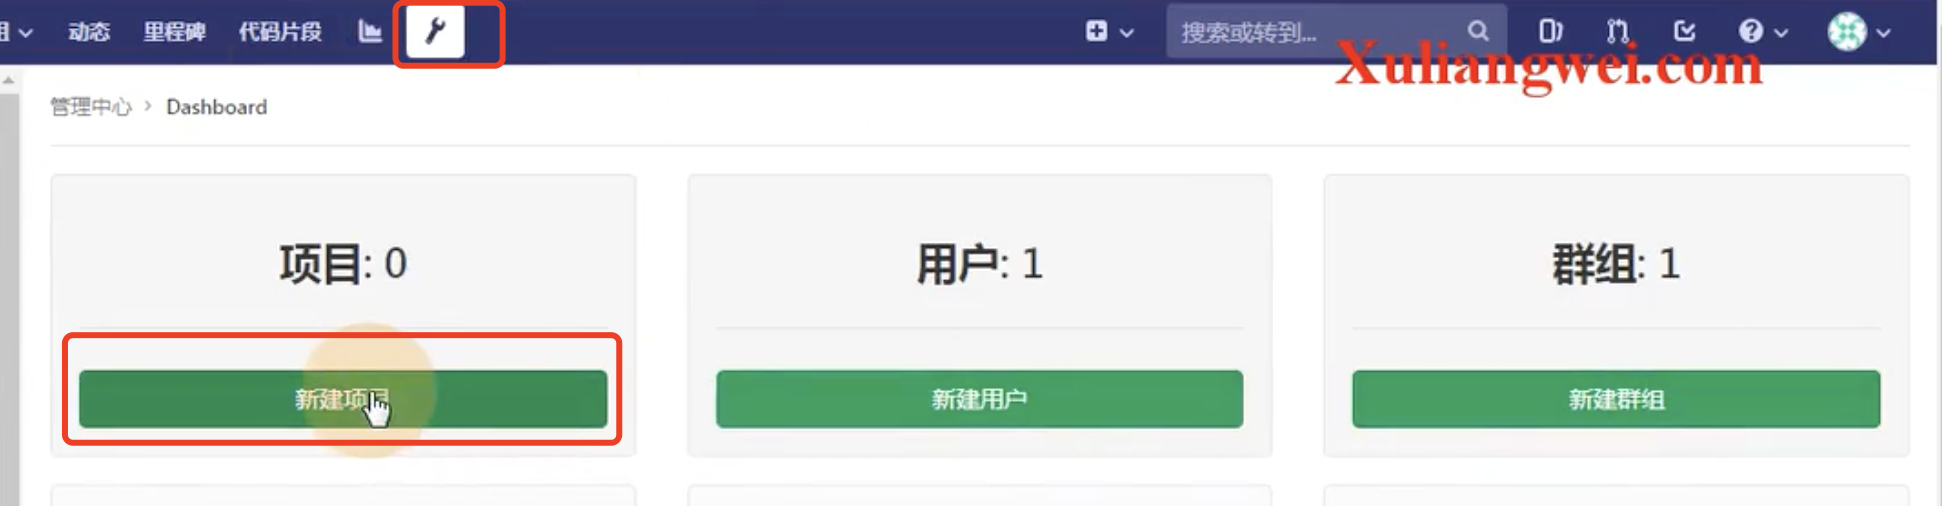 动态 里程碑 代码片段 搜索或转到...
Xuliangwei.com
管理中心 › Dashboard
项目: 0 用户: 1 群组: 1
新建项目 新建用户 新建群组